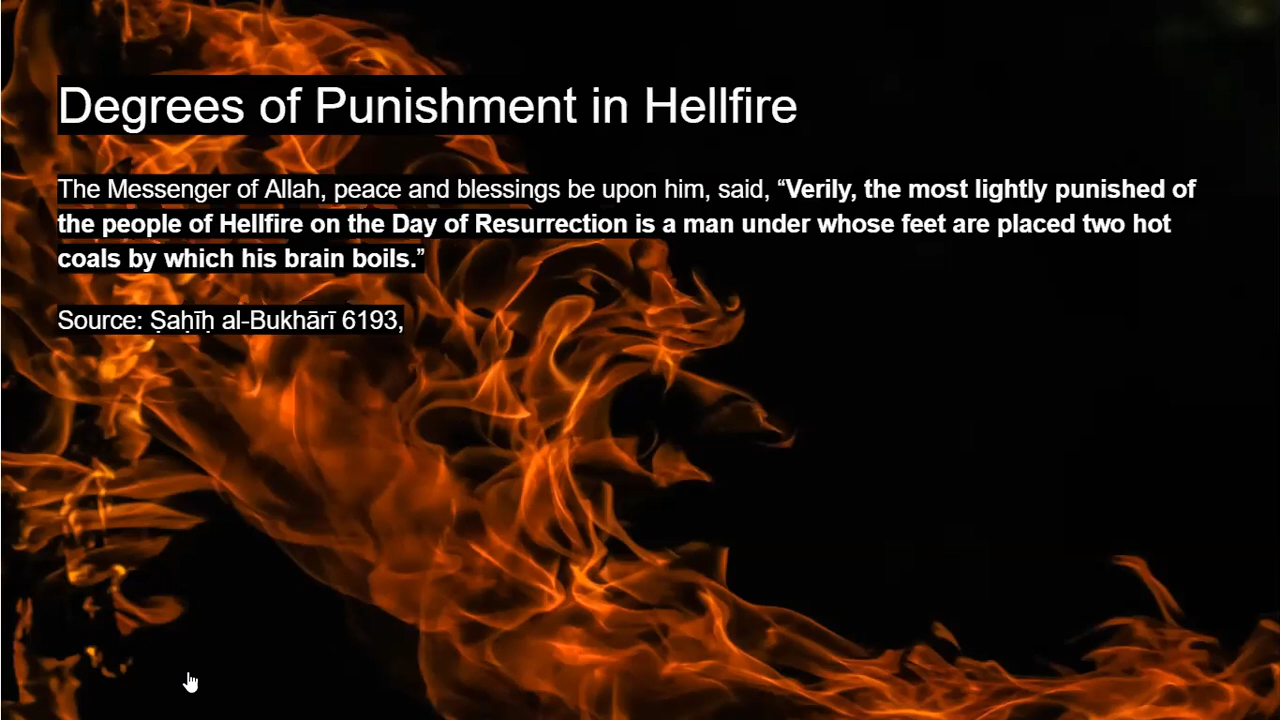 Degrees of Punishment in Hellfire
The Messenger of Allah, peace and blessings be upon him, said, “Verily, the most lightly punished of
the people of Hellfire on the Day of Resurrection is a man under whose feet are placed two hot
coals by which his brain boils.”
Source: Ṣaḥīḥ al-Bukhārī 6193,